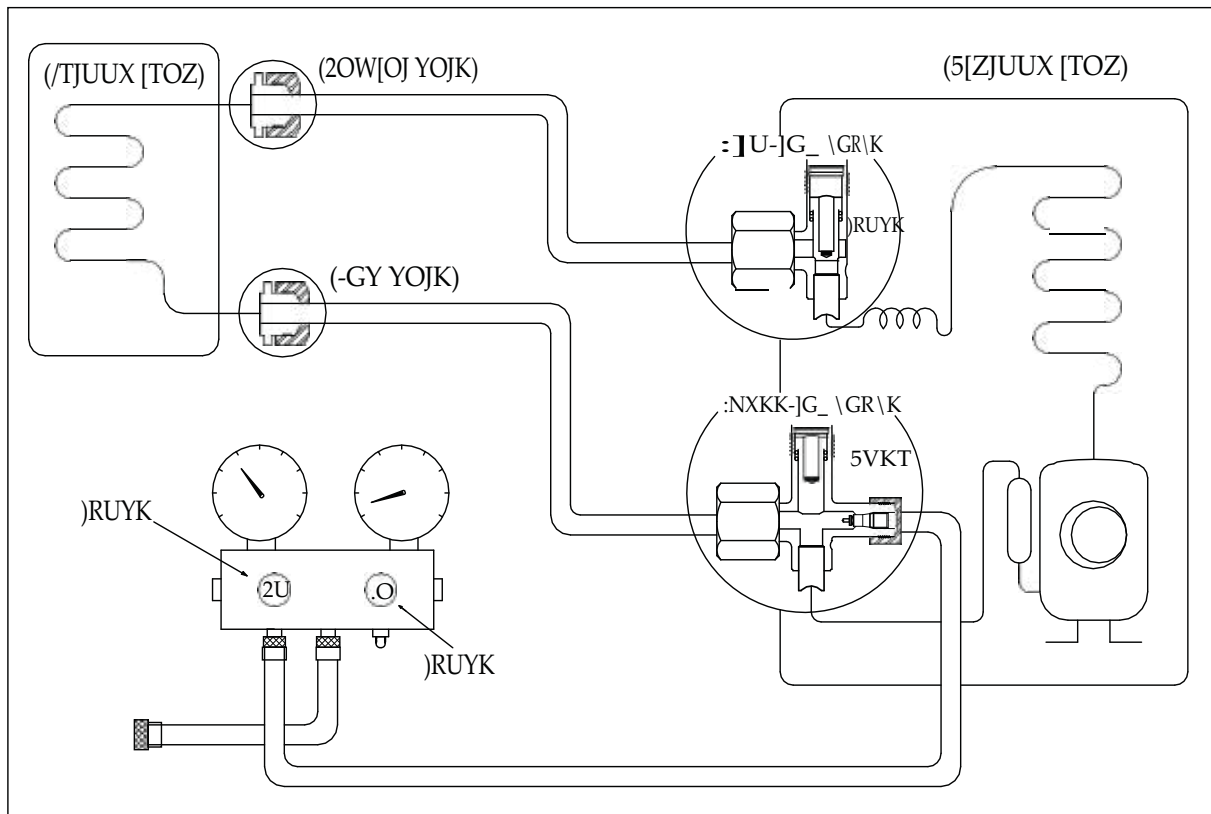 (/TJUUX [TOZ)
(2OW[OJ YOJK)
(5[ZJUUX [TOZ)
:]U-]G_ \GR\K
)RUYK
(-GY YOJK)
:NXKK-]G_ \GR\K
5VKT
)RUYK
2U
.O
)RUYK